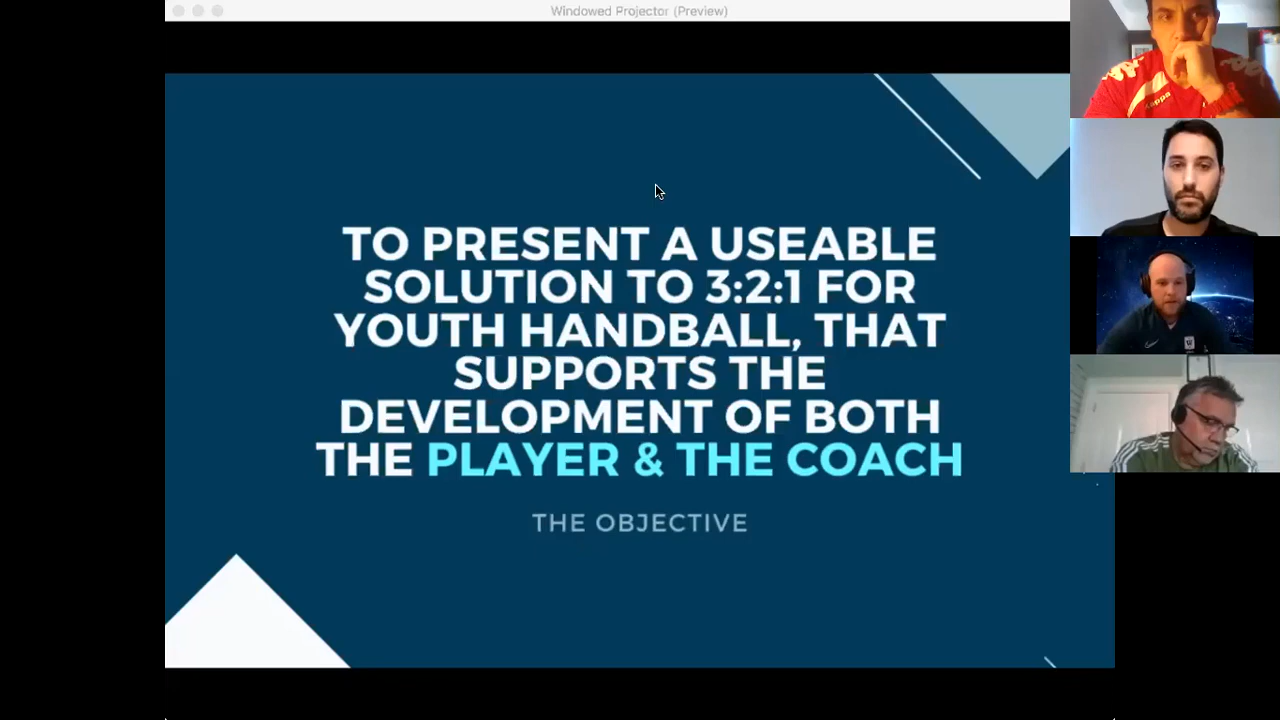 Windowed Projector (Preview)
TO PRESENT A USEABLE
SOLUTION TO 3:2:1 FOR
YOUTH HANDBALL, THAT
SUPPORTS THE
DEVELOPMENT OF BOTH
THE PLAYER & THE COACH
THE OBJECTIVE
Kappa